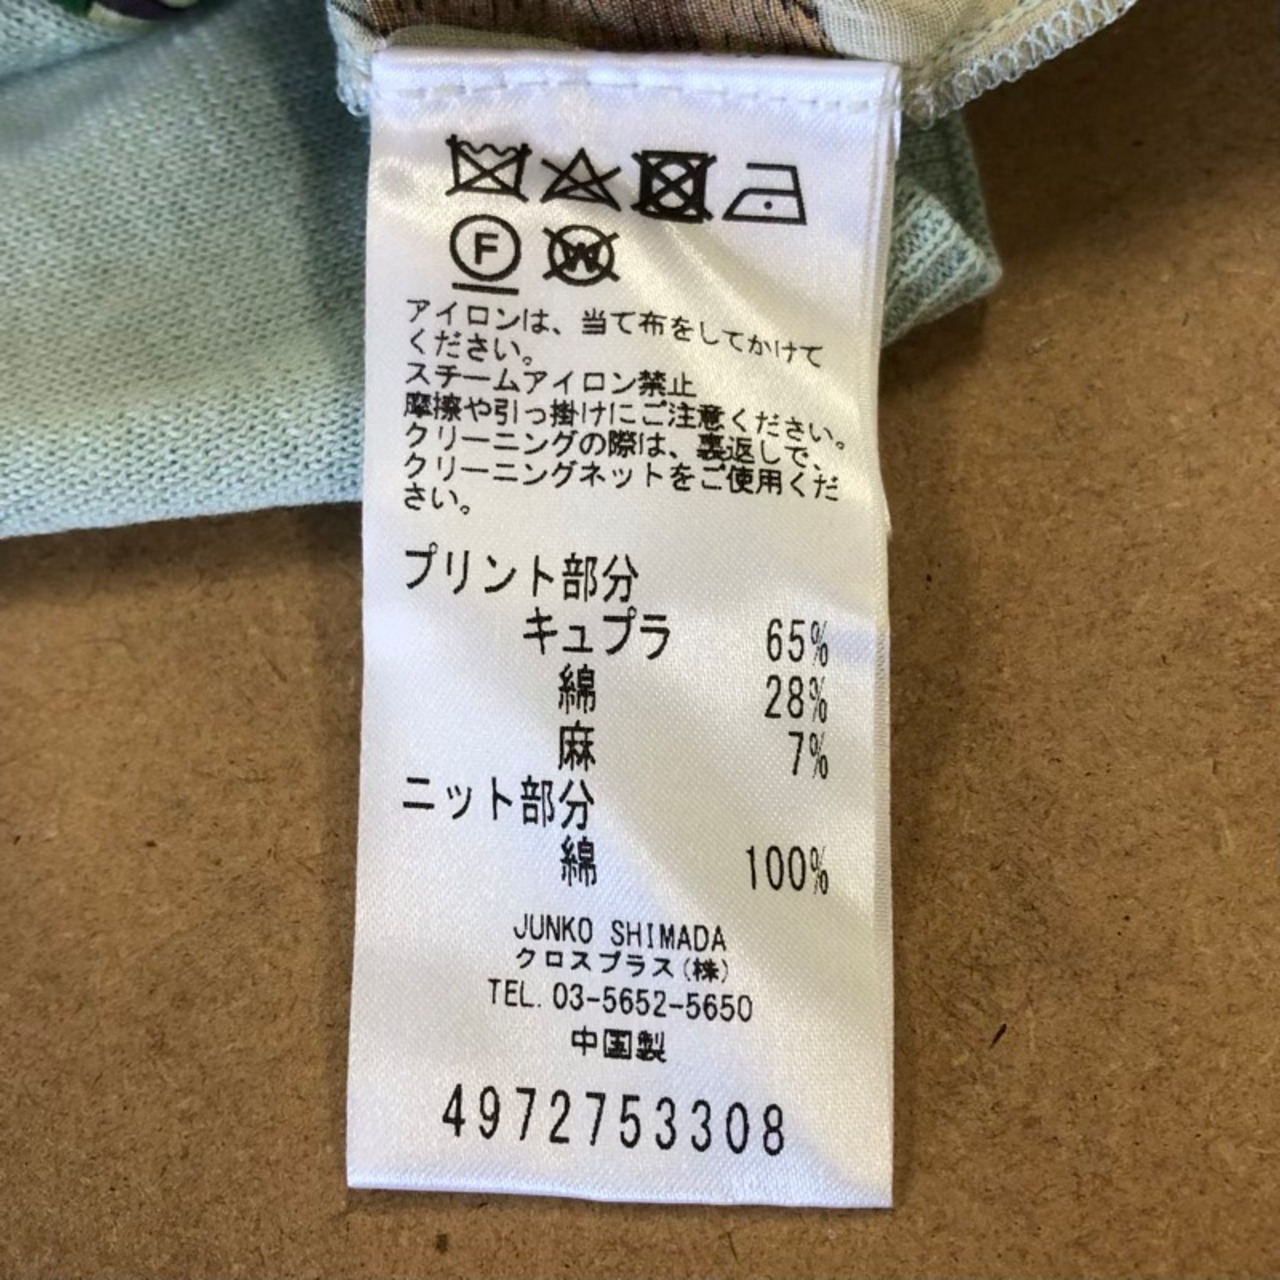 F
W
アイロンは、当て布をしてかけて
ください。
スチームアイロン禁止
摩擦や引っ掛けにご注意ください。
クリーニングの際は、裏返しで、
クリーニングネットをご使用くだ
さい。
プリント部分
キュプラ 65%
綿 28%
麻 7%
ニット部分
綿 100%
JUNKO SHIMADA
クロスプラス(株)
TEL. 03-5652-5650
中国製
4972753308